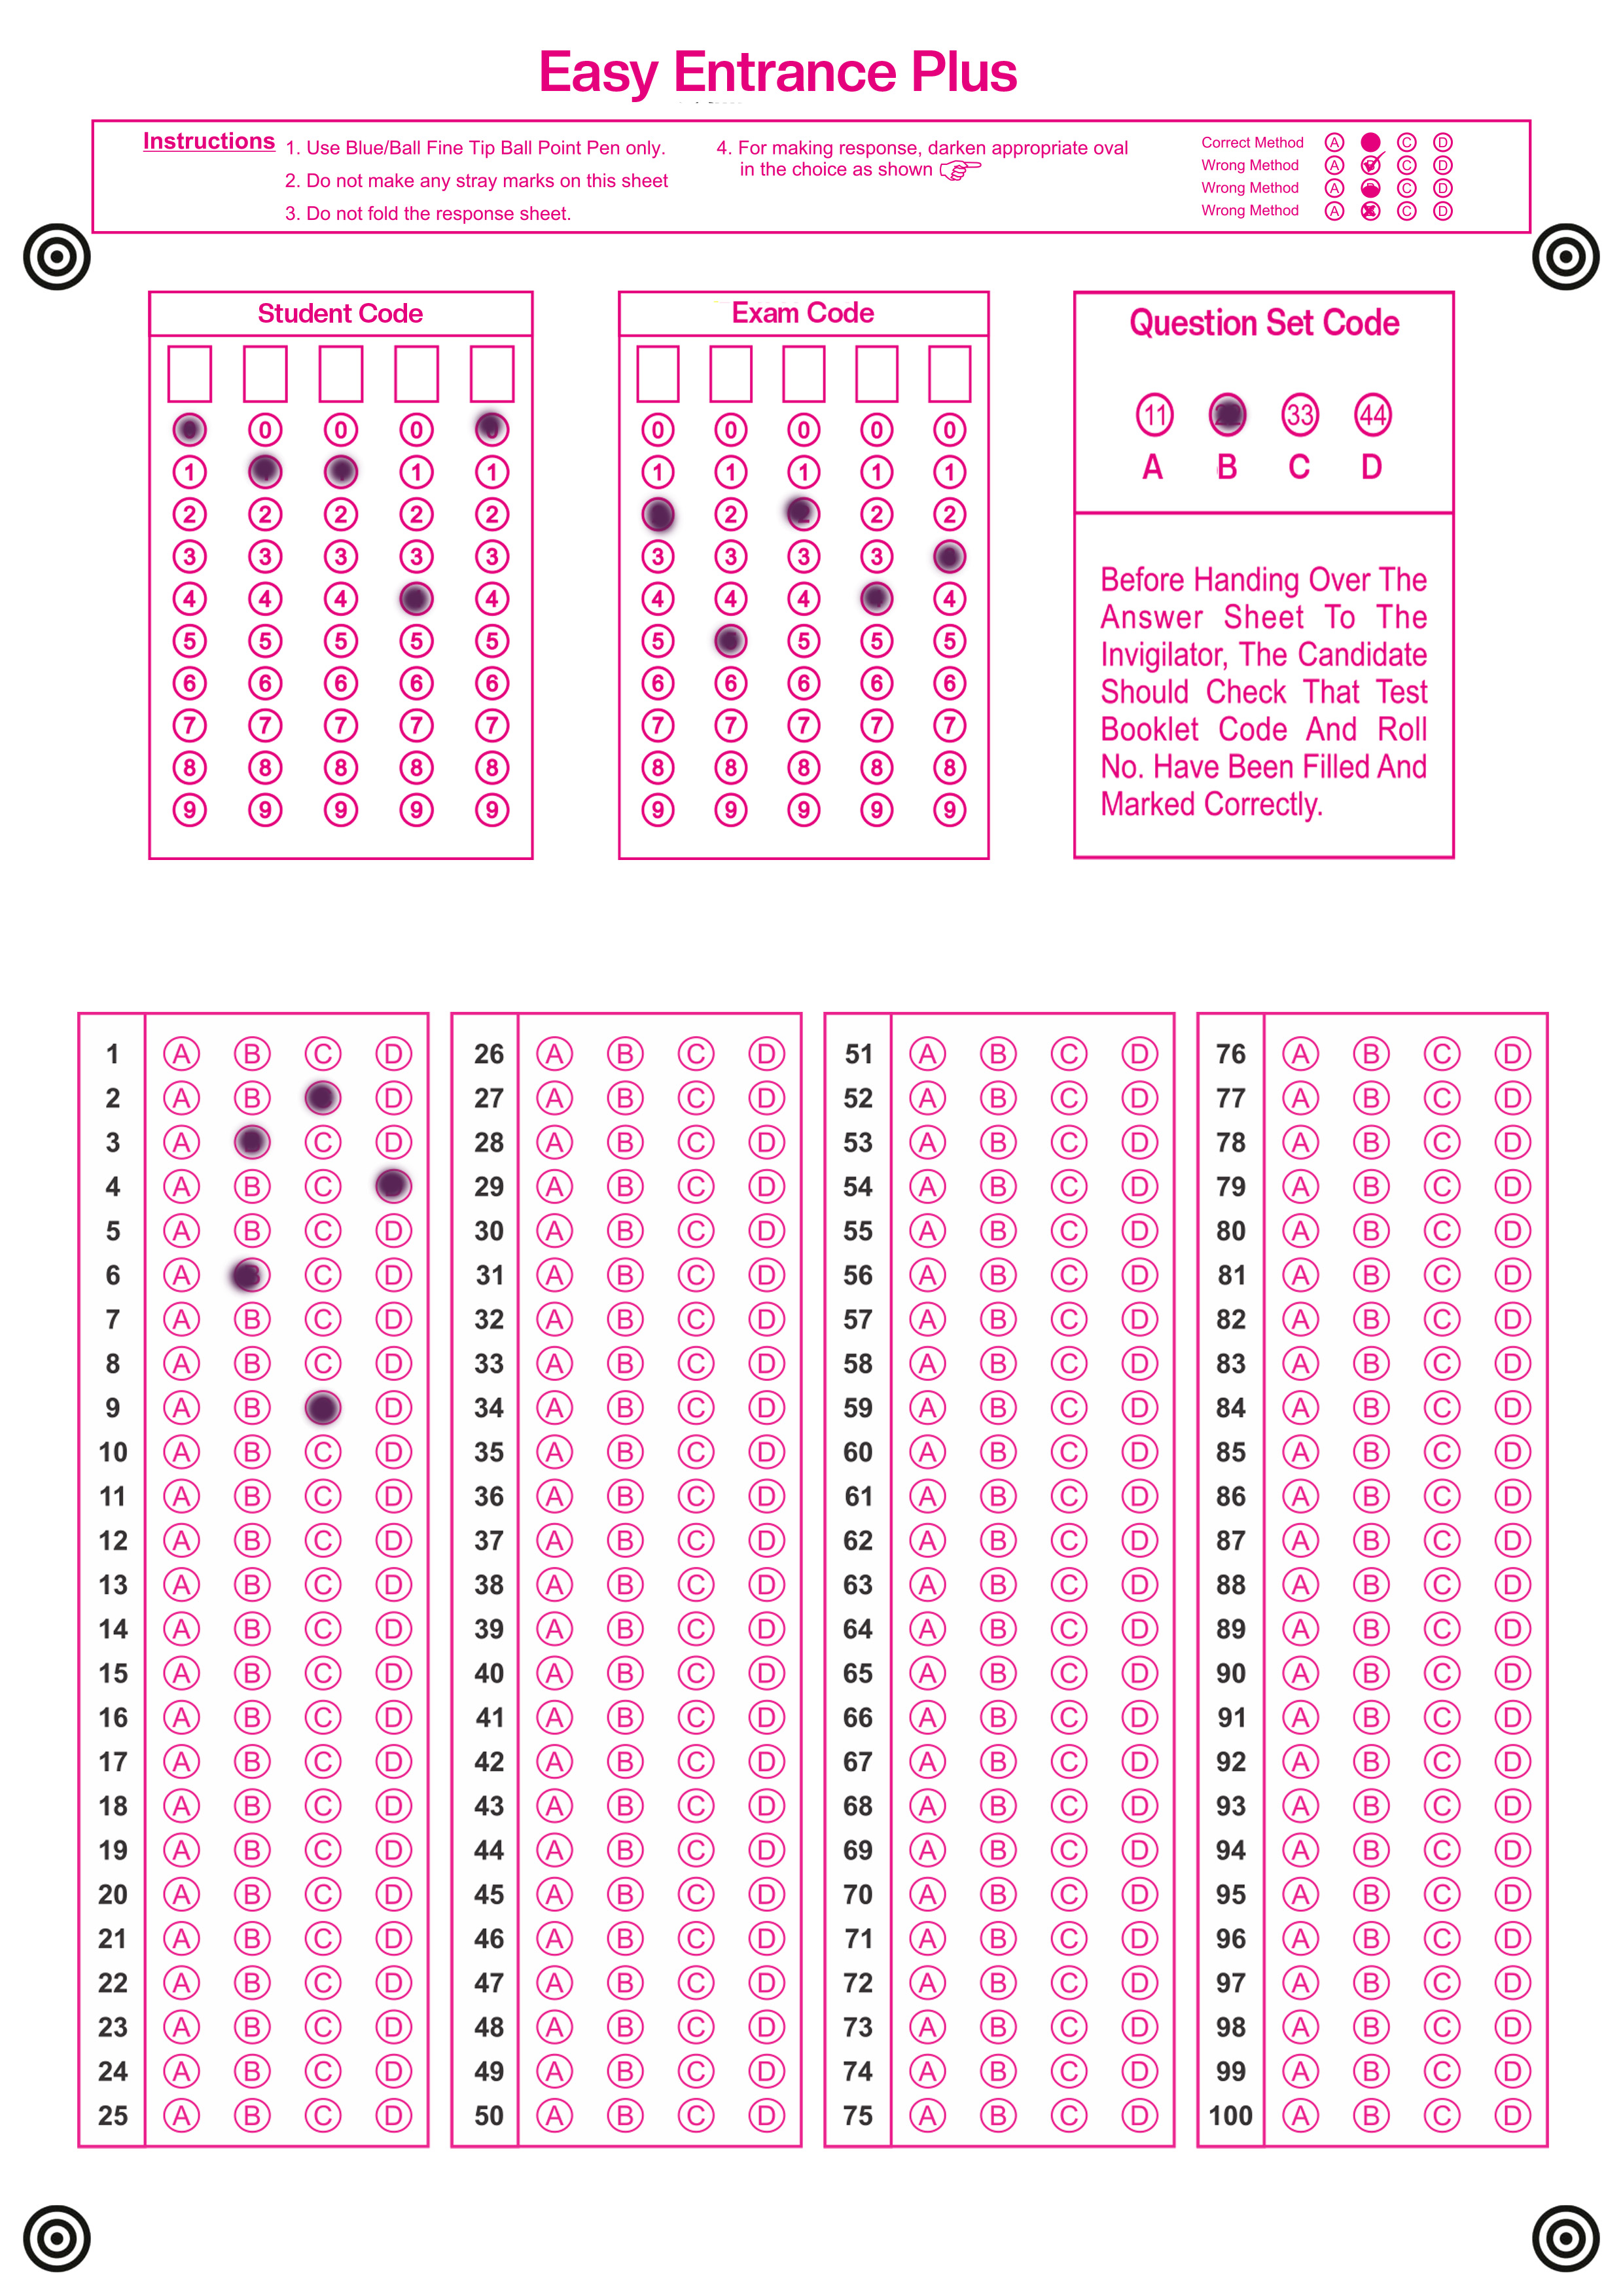 Easy Entrance Plus
Instructions
1. Use Blue/Ball Fine Tip Ball Point Pen only.
2. Do not make any stray marks on this sheet
3. Do not fold the response sheet.
4. For making response, darken appropriate oval
in the choice as shown
Correct Method A C D
Wrong Method A C D
Wrong Method A C D
Wrong Method A C D
Student Code
0 0 0
1 1 1
2 2 2 2 2
3 3 3 3 3
4 4 4 4
5 5 5 5 5
6 6 6 6 6
7 7 7 7 7
8 8 8 8 8
9 9 9 9 9
Exam Code
0 0 0 0 0
1 1 1 1 1
2 2 2 2
3 3 3 3
4 4 4 4
5 5 5 5
6 6 6 6 6
7 7 7 7 7
8 8 8 8 8
9 9 9 9 9
Question Set Code
11 22 33 44
A B C D
Before Handing Over The
Answer Sheet To The
Invigilator, The Candidate
Should Check That Test
Booklet Code And Roll
No. Have Been Filled And
Marked Correctly.
1 A B C D
2 A B D
3 A C D
4 A B C
5 A B C D
6 A B C D
7 A B C D
8 A B C D
9 A B D
10 A B C D
11 A B C D
12 A B C D
13 A B C D
14 A B C D
15 A B C D
16 A B C D
17 A B C D
18 A B C D
19 A B C D
20 A B C D
21 A B C D
22 A B C D
23 A B C D
24 A B C D
25 A B C D
26 A B C D
27 A B C D
28 A B C D
29 A B C D
30 A B C D
31 A B C D
32 A B C D
33 A B C D
34 A B C D
35 A B C D
36 A B C D
37 A B C D
38 A B C D
39 A B C D
40 A B C D
41 A B C D
42 A B C D
43 A B C D
44 A B C D
45 A B C D
46 A B C D
47 A B C D
48 A B C D
49 A B C D
50 A B C D
51 A B C D
52 A B C D
53 A B C D
54 A B C D
55 A B C D
56 A B C D
57 A B C D
58 A B C D
59 A B C D
60 A B C D
61 A B C D
62 A B C D
63 A B C D
64 A B C D
65 A B C D
66 A B C D
67 A B C D
68 A B C D
69 A B C D
70 A B C D
71 A B C D
72 A B C D
73 A B C D
74 A B C D
75 A B C D
76 A B C D
77 A B C D
78 A B C D
79 A B C D
80 A B C D
81 A B C D
82 A B C D
83 A B C D
84 A B C D
85 A B C D
86 A B C D
87 A B C D
88 A B C D
89 A B C D
90 A B C D
91 A B C D
92 A B C D
93 A B C D
94 A B C D
95 A B C D
96 A B C D
97 A B C D
98 A B C D
99 A B C D
100 A B C D